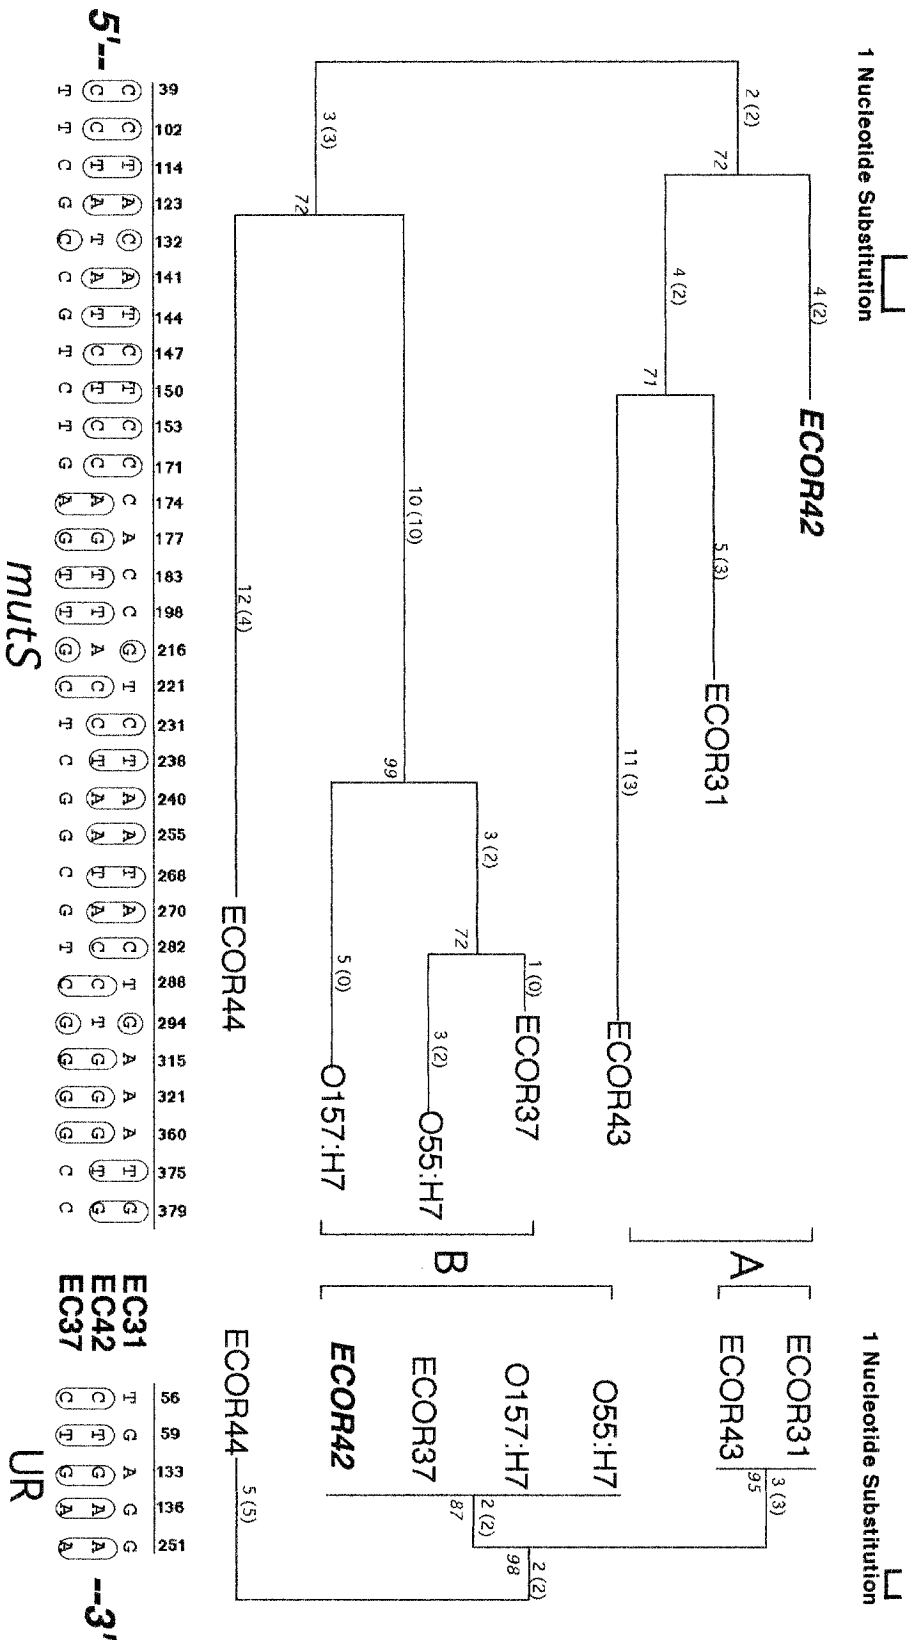 1 Nucleotide Substitution
4 (2)
ECOR42
2 (2)
72
5 (3)
ECOR31
4 (2)
71
11 (3)
ECOR43
A
1 (0)
ECOR37
3 (2)
72
3 (2)
O55:H7
10 (10)
99
5 (0)
O157:H7
B
3 (3)
72
12 (4)
ECOR44
1 Nucleotide Substitution
ECOR31
ECOR43
3 (3)
95
O55:H7
O157:H7
ECOR37
ECOR42
2 (2)
87
2 (2)
98
ECOR44
5 (5)
39 102 114 123 132 141 144 147 150 153 171 174 177 183 198 216 221 231 238 240 255 268 270 282 288 294 315 321 360 375 379
C C T A C A T C T C C C A C C G T C T A A T A C T G A A A T G
5'-- C C T A T A T C T C C A G T T A C C T A A T A C C T G G G T G
T T C G C C G T C T G A G T T G C T C G G C G T C G G G G C C
mutS
EC31
EC42
EC37
56 59 133 136 251
T G A G G
C T G A A --3'
C T G A A
UR